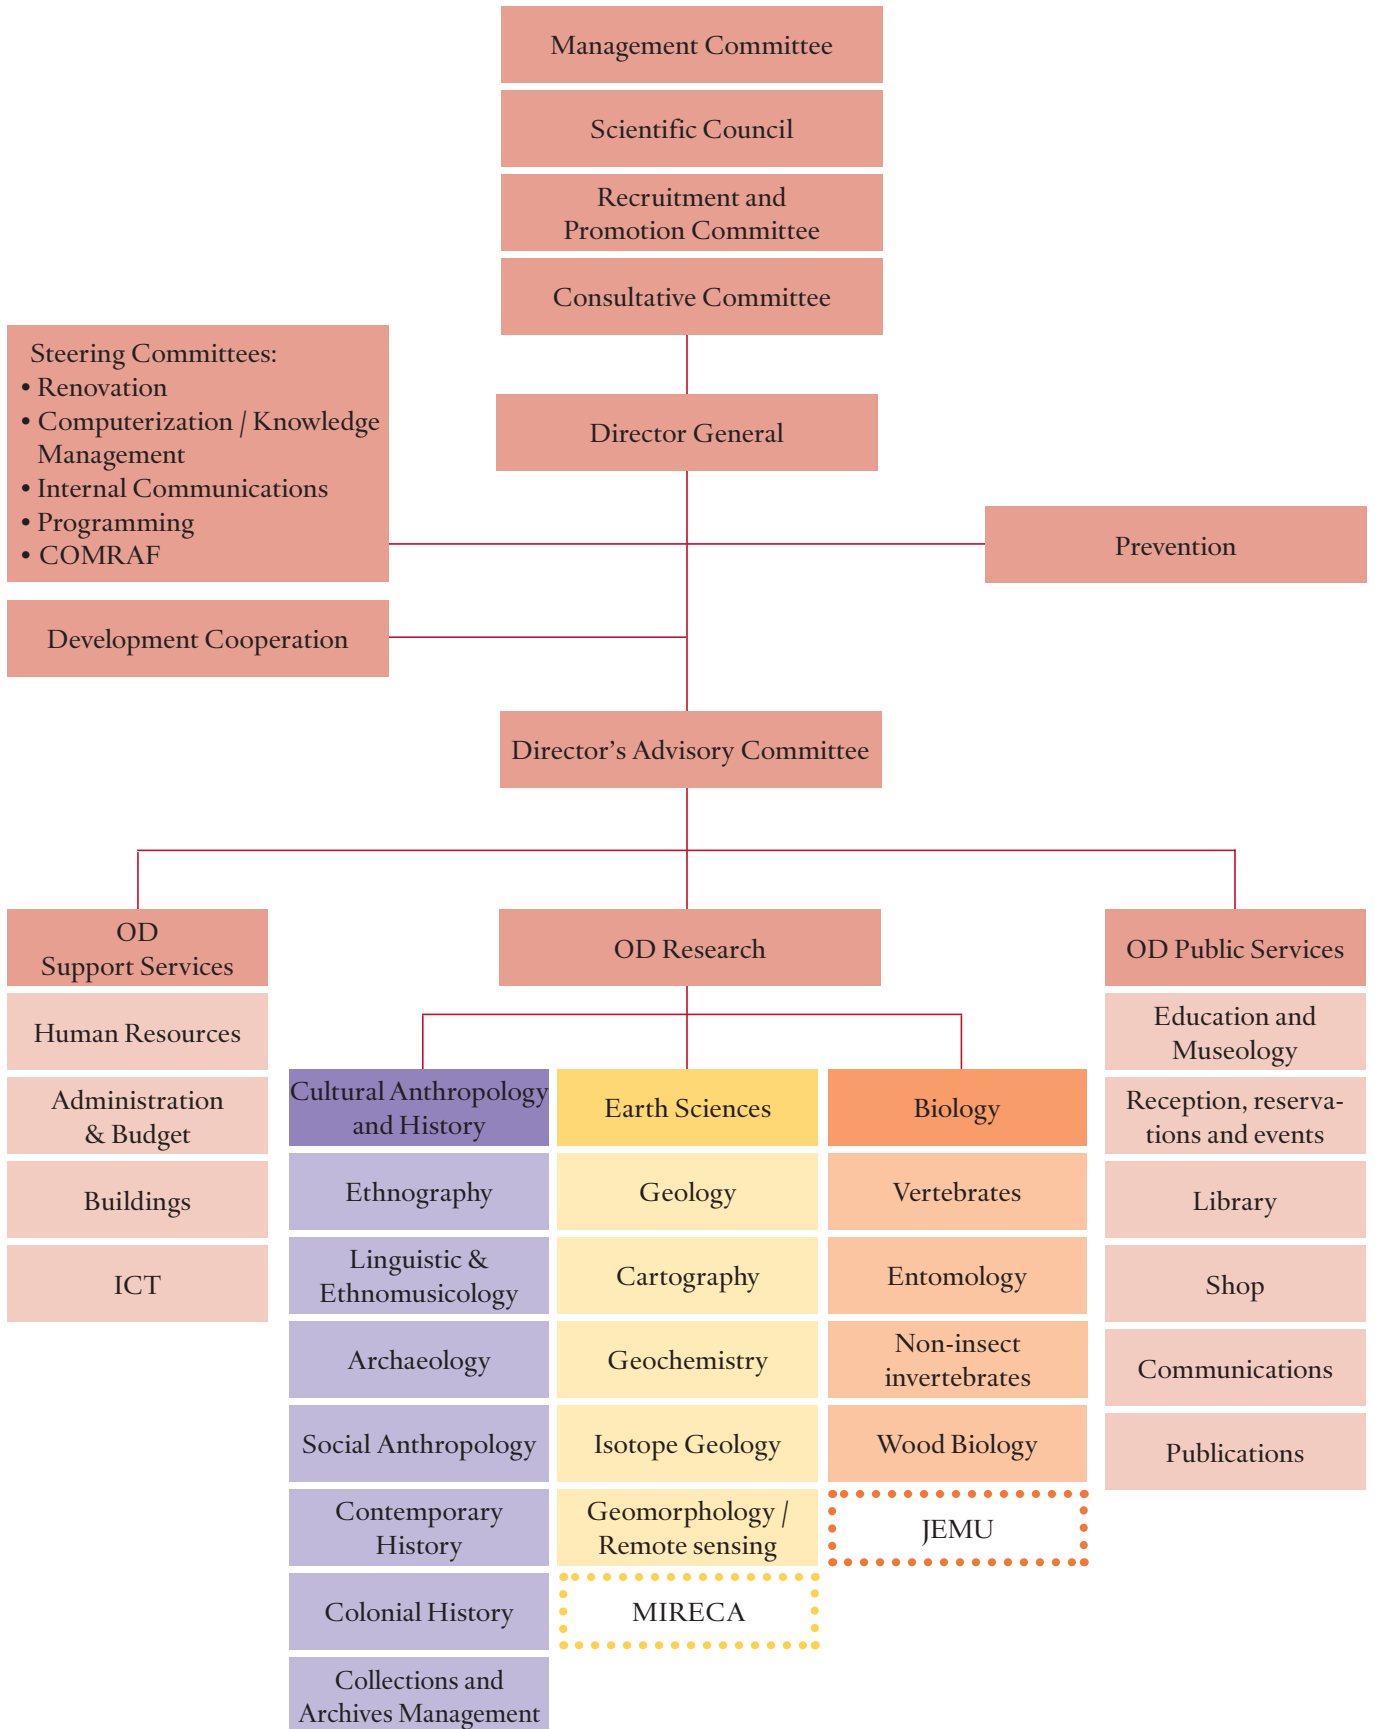 Management Committee
Scientific Council
Recruitment and
Promotion Committee
Consultative Committee
Steering Committees:
• Renovation
• Computerization / Knowledge
Management
• Internal Communications
• Programming
• COMRAF
Director General
Prevention
Development Cooperation
Director’s Advisory Committee
OD
Support Services
Human Resources
Administration
& Budget
Buildings
ICT
OD Research
Cultural Anthropology
and History
Ethnography
Linguistic &
Ethnomusicology
Archaeology
Social Anthropology
Contemporary
History
Colonial History
Collections and
Archives Management
Earth Sciences
Geology
Cartography
Geochemistry
Isotope Geology
Geomorphology /
Remote sensing
MIRECA
Biology
Vertebrates
Entomology
Non-insect
invertebrates
Wood Biology
JEMU
OD Public Services
Education and
Museology
Reception, reserva-
tions and events
Library
Shop
Communications
Publications